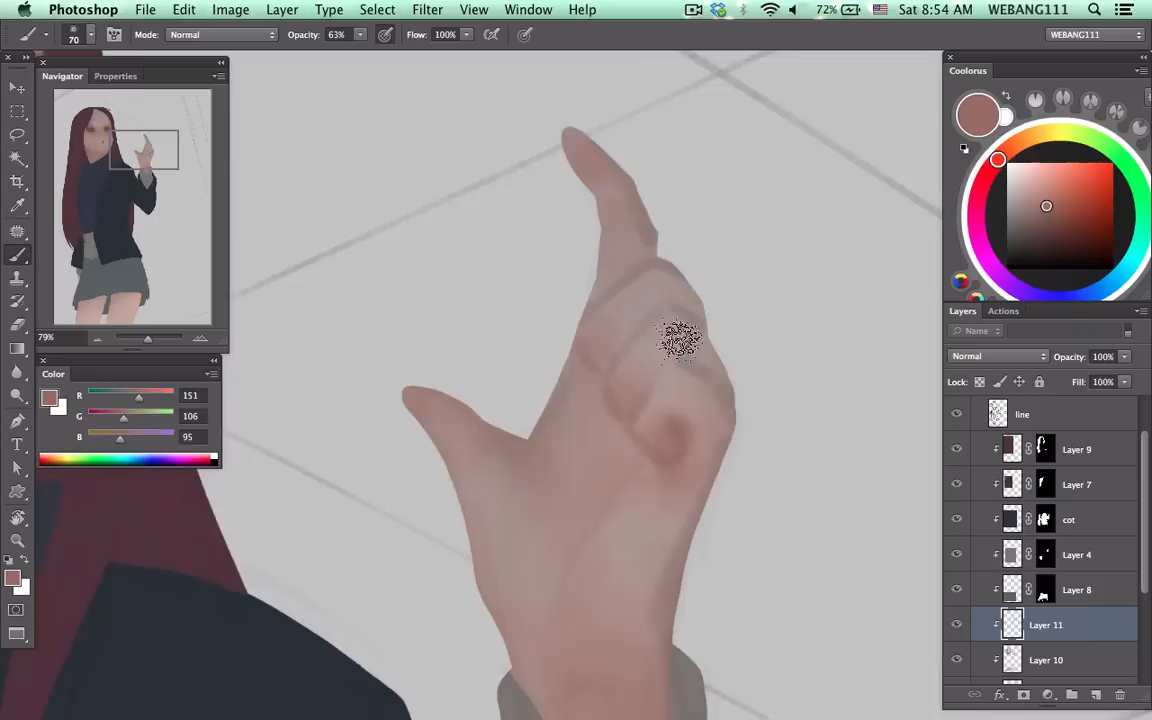 Photoshop File Edit Image Layer Type Filter Select View Window Help 72% Sat 8:54 AM WEBANG111
70 Mode: Normal Opacity: 63% Flow: 100% WEBANG111
Navigator Properties
79%
Color
R 151
G 106
B 95
Coolorus
Layers Actions
Name
Normal Opacity: 100%
Lock: Fill: 100%
line
Layer 9
Layer 7
cot
Layer 4
Layer 8
Layer 11
Layer 10
fx
T